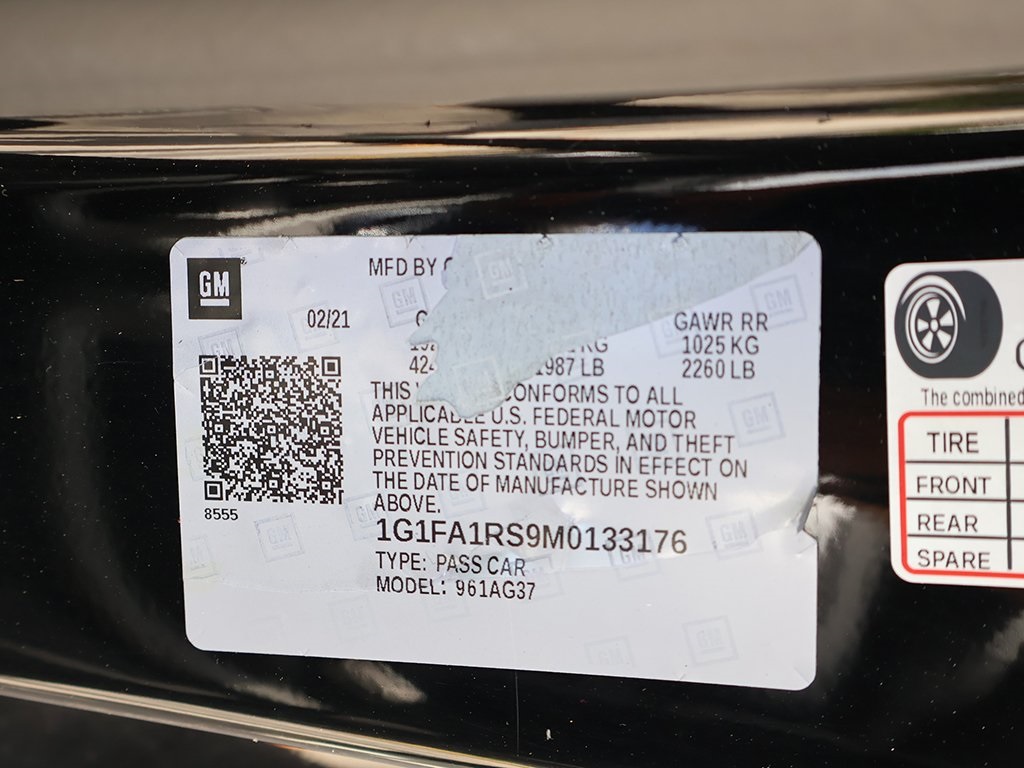 GM
MFD BY
02/21
GAWR RR
KG 1025 KG
1987 LB 2260 LB
THIS CONFORMS TO ALL
APPLICABLE U.S. FEDERAL MOTOR
VEHICLE SAFETY, BUMPER, AND THEFT
PREVENTION STANDARDS IN EFFECT ON
THE DATE OF MANUFACTURE SHOWN
ABOVE.
8555
1G1FA1RS9M0133176
TYPE: PASS CAR
MODEL: 961AG37
The combined
TIRE
FRONT
REAR
SPARE